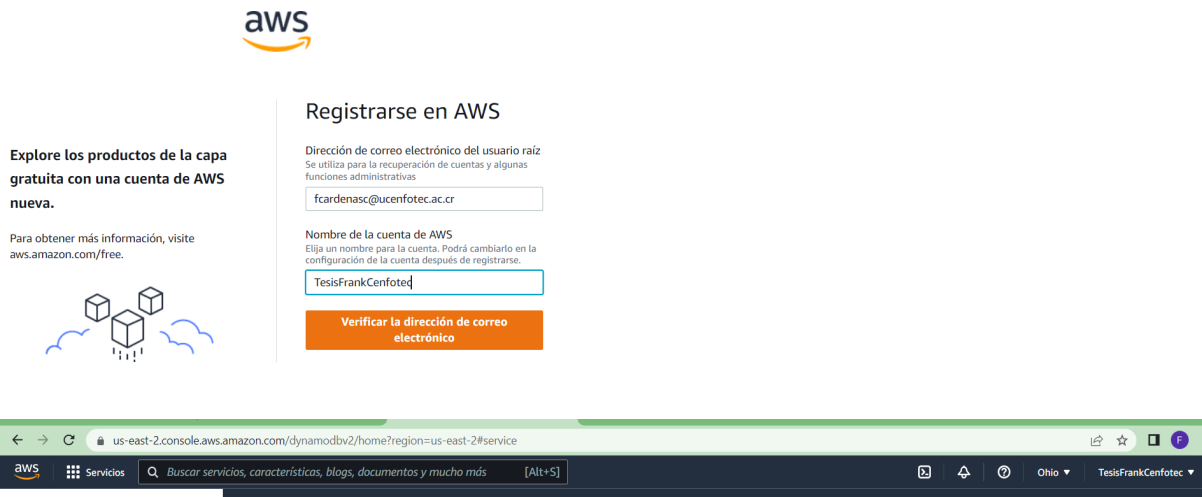 aws
Registrarse en AWS
Explore los productos de la capa
gratuita con una cuenta de AWS
nueva.
Para obtener más información, visite
aws.amazon.com/free.
Dirección de correo electrónico del usuario raíz
Se utiliza para la recuperación de cuentas y algunas
funciones administrativas
fcardenasc@ucenfotec.ac.cr
Nombre de la cuenta de AWS
Elija un nombre para la cuenta. Podrá cambiarlo en la
configuración de la cuenta después de registrarse.
TesisFrankCenfotec
Verificar la dirección de correo
electrónico
us-east-2.console.aws.amazon.com/dynamodbv2/home?region=us-east-2#service
F
aws
Servicios
Buscar servicios, características, blogs, documentos y mucho más
[Alt+S]
Ohio
TesisFrankCenfotec